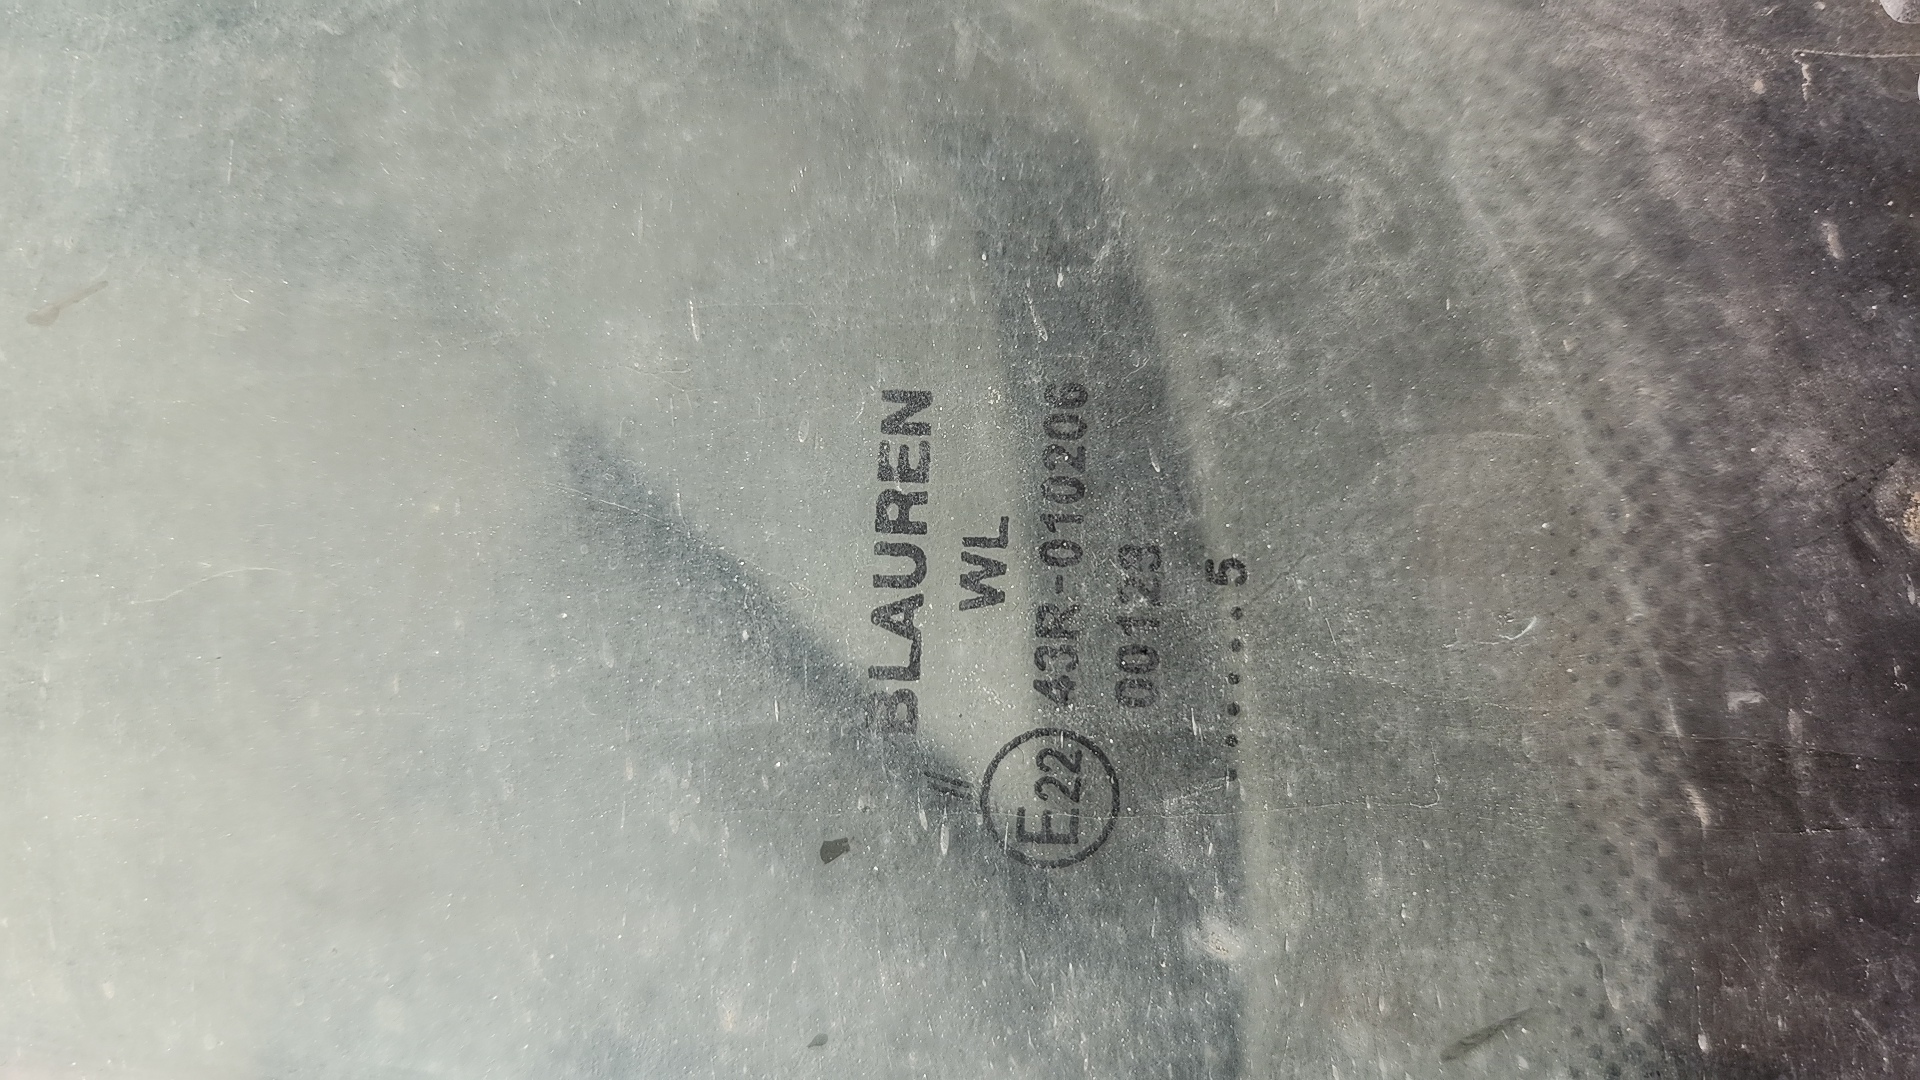 BLAUREN
WL
//
E22 43R-010206
00123
.......5